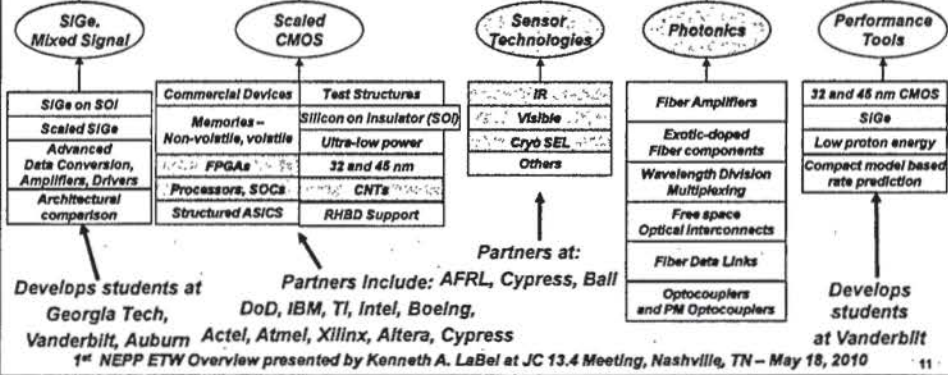 SiGe,
Mixed Signal
SiGe on SOI
Scaled SiGe
Advanced
Data Conversion,
Amplifiers, Drivers
Architectural
comparison
Develops students at
Georgia Tech,
Vanderbilt, Auburn
Scaled
CMOS
Commercial Devices
Memories –
Non-volatile, volatile
FPGAs
Processors, SOCs
Structured ASICS
Test Structures
Silicon on Insulator (SOI)
Ultra-low power
32 and 45 nm
CNTs
RHBD Support
Partners Include:
DoD, IBM, TI, Intel, Boeing,
Actel, Atmel, Xilinx, Altera, Cypress
Sensor
Technologies
IR
Visible
Cryo SEL
Others
Partners at:
AFRL, Cypress, Ball
Photonics
Fiber Amplifiers
Exotic-doped
Fiber components
Wavelength Division
Multiplexing
Free space
Optical Interconnects
Fiber Data Links
Optocouplers
and PM Optocouplers
Performance
Tools
32 and 45 nm CMOS
SiGe
Low proton energy
Compact model based
rate prediction
Develops
students
at Vanderbilt
1st NEPP ETW Overview presented by Kenneth A. LaBel at JC 13.4 Meeting, Nashville, TN – May 18, 2010
11